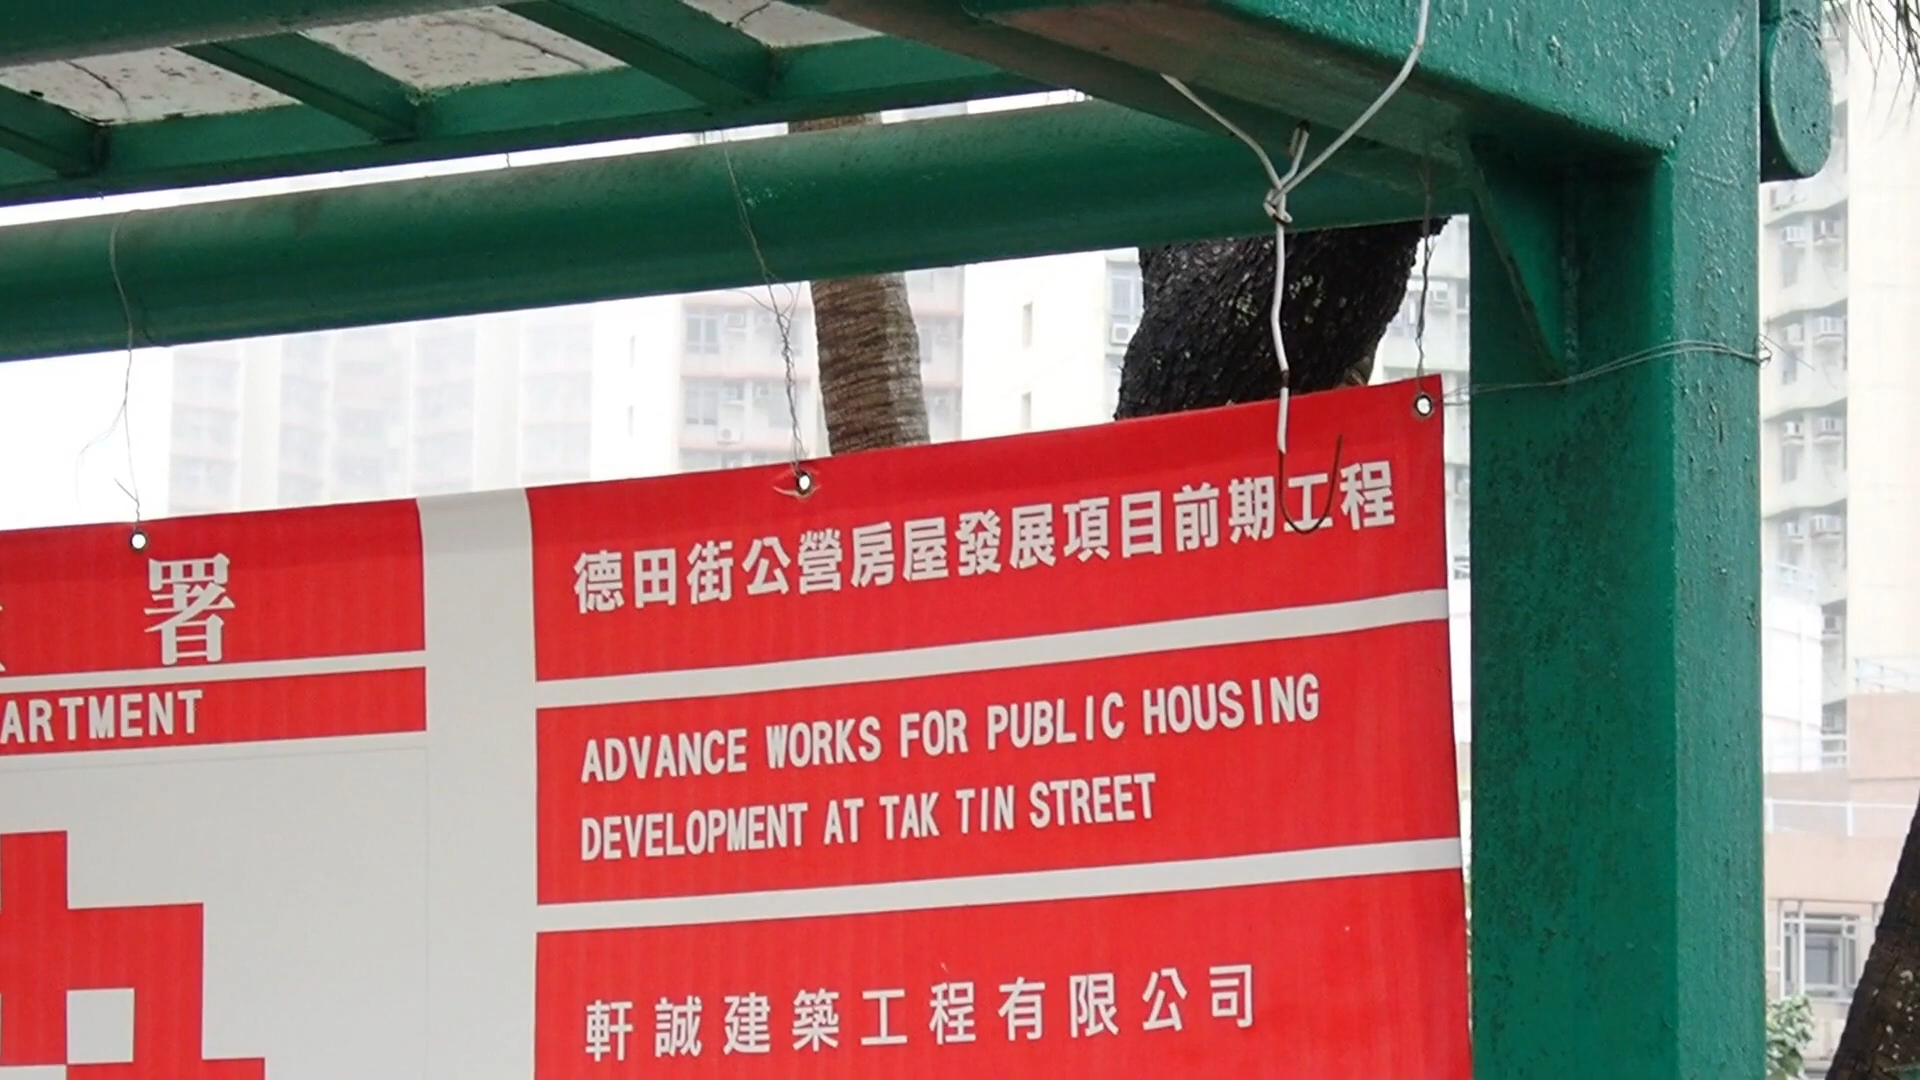 署
ARTMENT
德田街公營房屋發展項目前期工程
ADVANCE WORKS FOR PUBLIC HOUSING
DEVELOPMENT AT TAK TIN STREET
軒誠建築工程有限公司